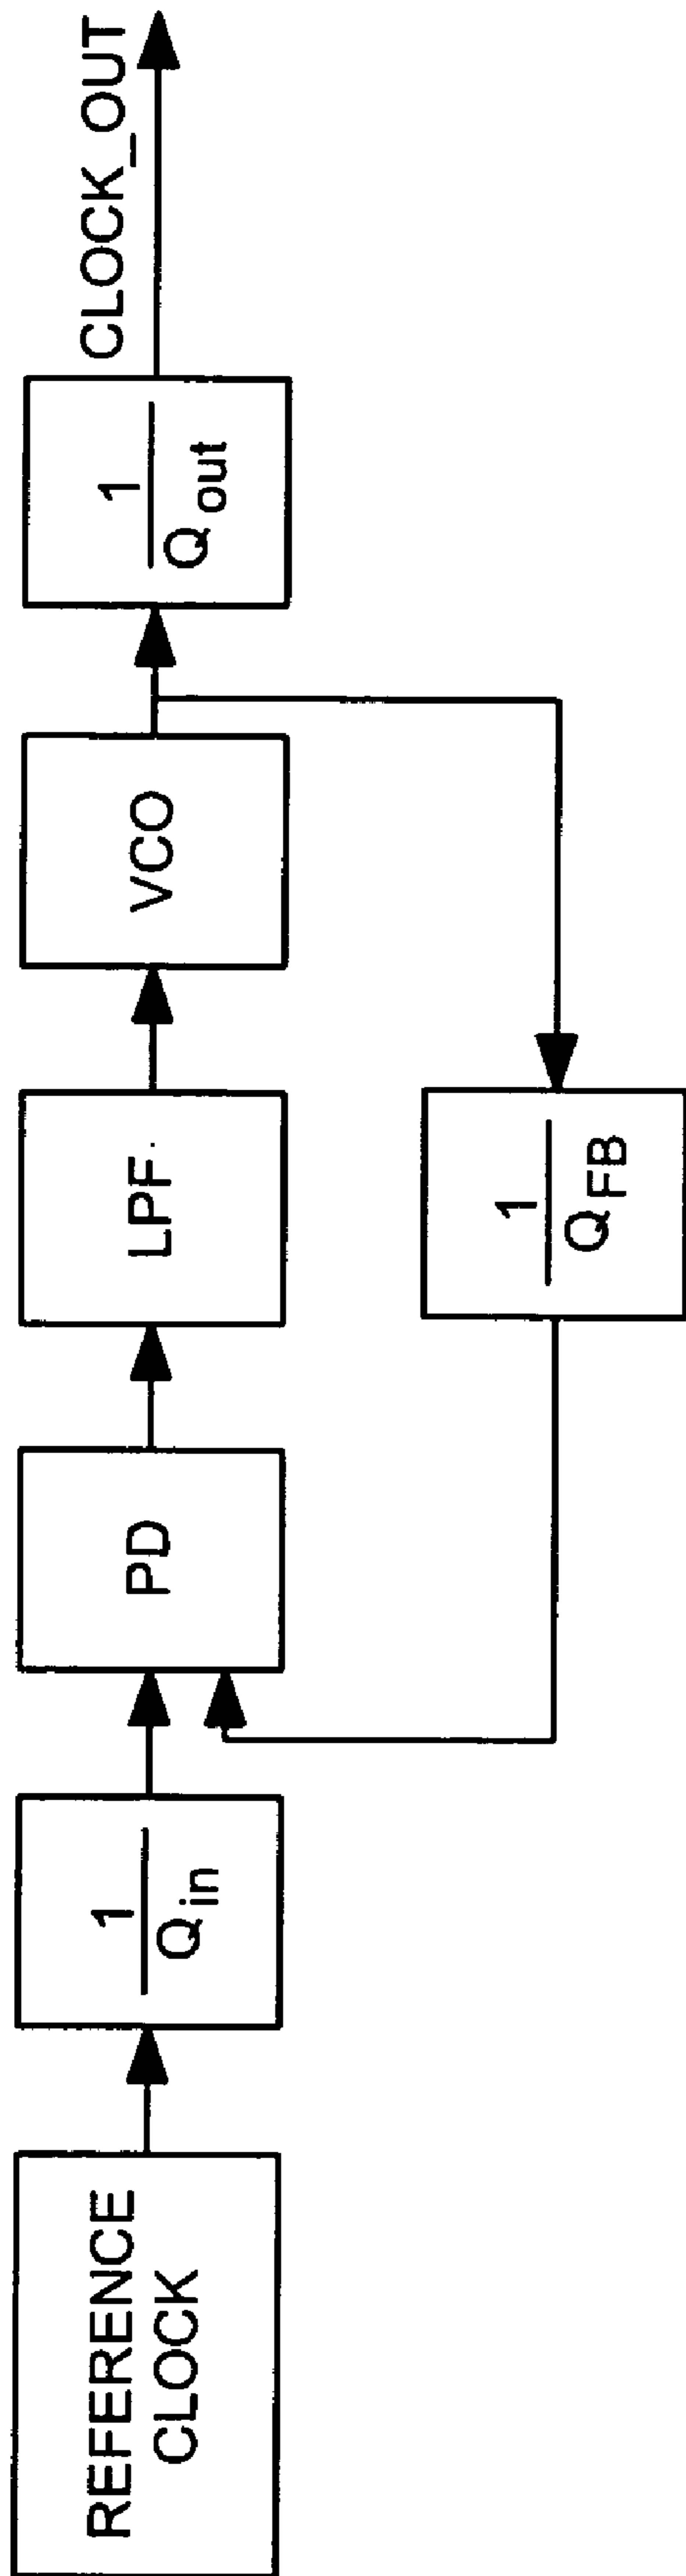 REFERENCE
CLOCK
1
Q in
PD
LPF
VCO
1
Q out
CLOCK_OUT
1
Q FB